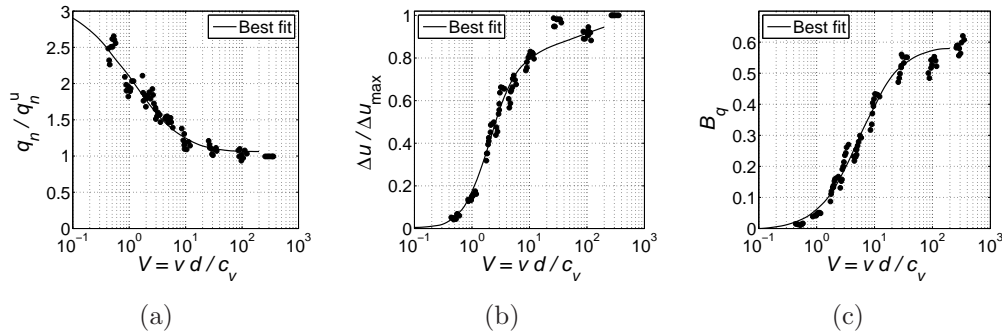 Best fit
q_n / q_n^u
3
2.5
2
1.5
1
0.5
0
10^-1 10^0 10^1 10^2 10^3
V = v d / c_v
(a)
Best fit
Δu / Δu_max
1
0.8
0.6
0.4
0.2
0
10^-1 10^0 10^1 10^2 10^3
V = v d / c_v
(b)
Best fit
B_q
0.6
0.5
0.4
0.3
0.2
0.1
0
10^-1 10^0 10^1 10^2 10^3
V = v d / c_v
(c)